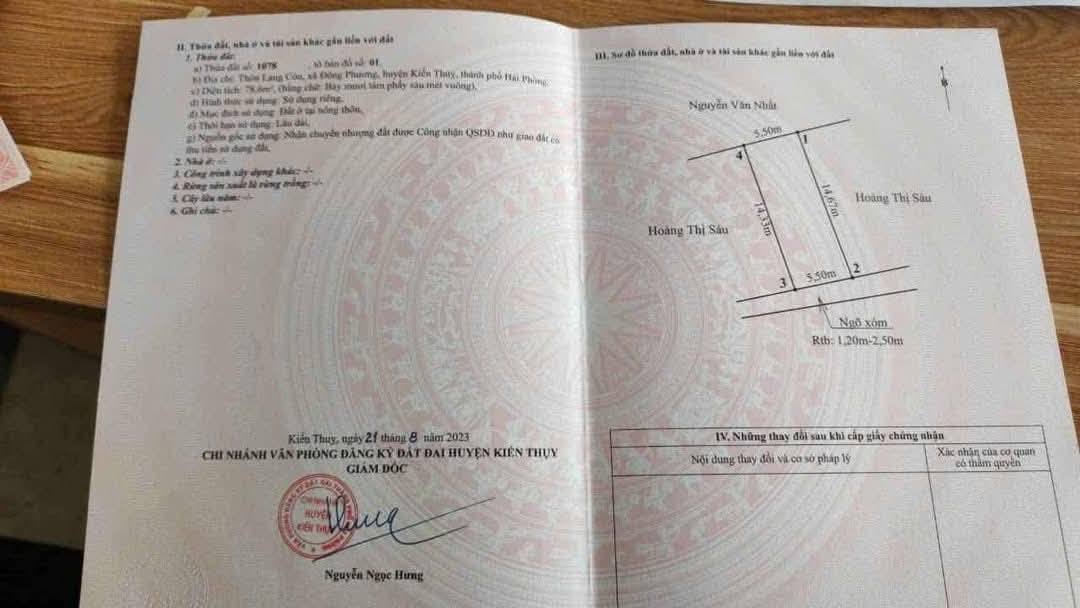 II. Thửa đất, nhà ở và tài sản khác gắn liền với đất
1. Thửa đất:
a) Thửa đất số: 1078 , tờ bản đồ số: 01.
b) Địa chỉ: Thôn Lạng Côn, xã Đông Phương, huyện Kiến Thụy, thành phố Hải Phòng.
c) Diện tích: 78,6m², (bằng chữ: Bảy mươi tám phẩy sáu mét vuông),
d) Hình thức sử dụng: Sử dụng riêng,
đ) Mục đích sử dụng: Đất ở tại nông thôn,
e) Thời hạn sử dụng: Lâu dài,
g) Nguồn gốc sử dụng: Nhận chuyển nhượng đất được Công nhận QSDĐ như giao đất có
thu tiền sử dụng đất.
2. Nhà ở: -/-
3. Công trình xây dựng khác: -/-
4. Rừng sản xuất là rừng trồng: -/-
5. Cây lâu năm: -/-
6. Ghi chú: -/-
Kiến Thụy, ngày 21 tháng 8 năm 2023
CHI NHÁNH VĂN PHÒNG ĐĂNG KÝ ĐẤT ĐAI HUYỆN KIẾN THỤY
GIÁM ĐỐC
CHI NHÁNH
HUYỆN
KIẾN THỤY
Nguyễn Ngọc Hưng
III. Sơ đồ thửa đất, nhà ở và tài sản khác gắn liền với đất
B
Nguyễn Văn Nhất
5,50m
1
4
14,67m
14,33m
Hoàng Thị Sáu
Hoàng Thị Sáu
2
3
5,50m
Ngõ xóm
Rtb: 1,20m-2,50m
IV. Những thay đổi sau khi cấp giấy chứng nhận
Nội dung thay đổi và cơ sở pháp lý
Xác nhận của cơ quan
có thẩm quyền